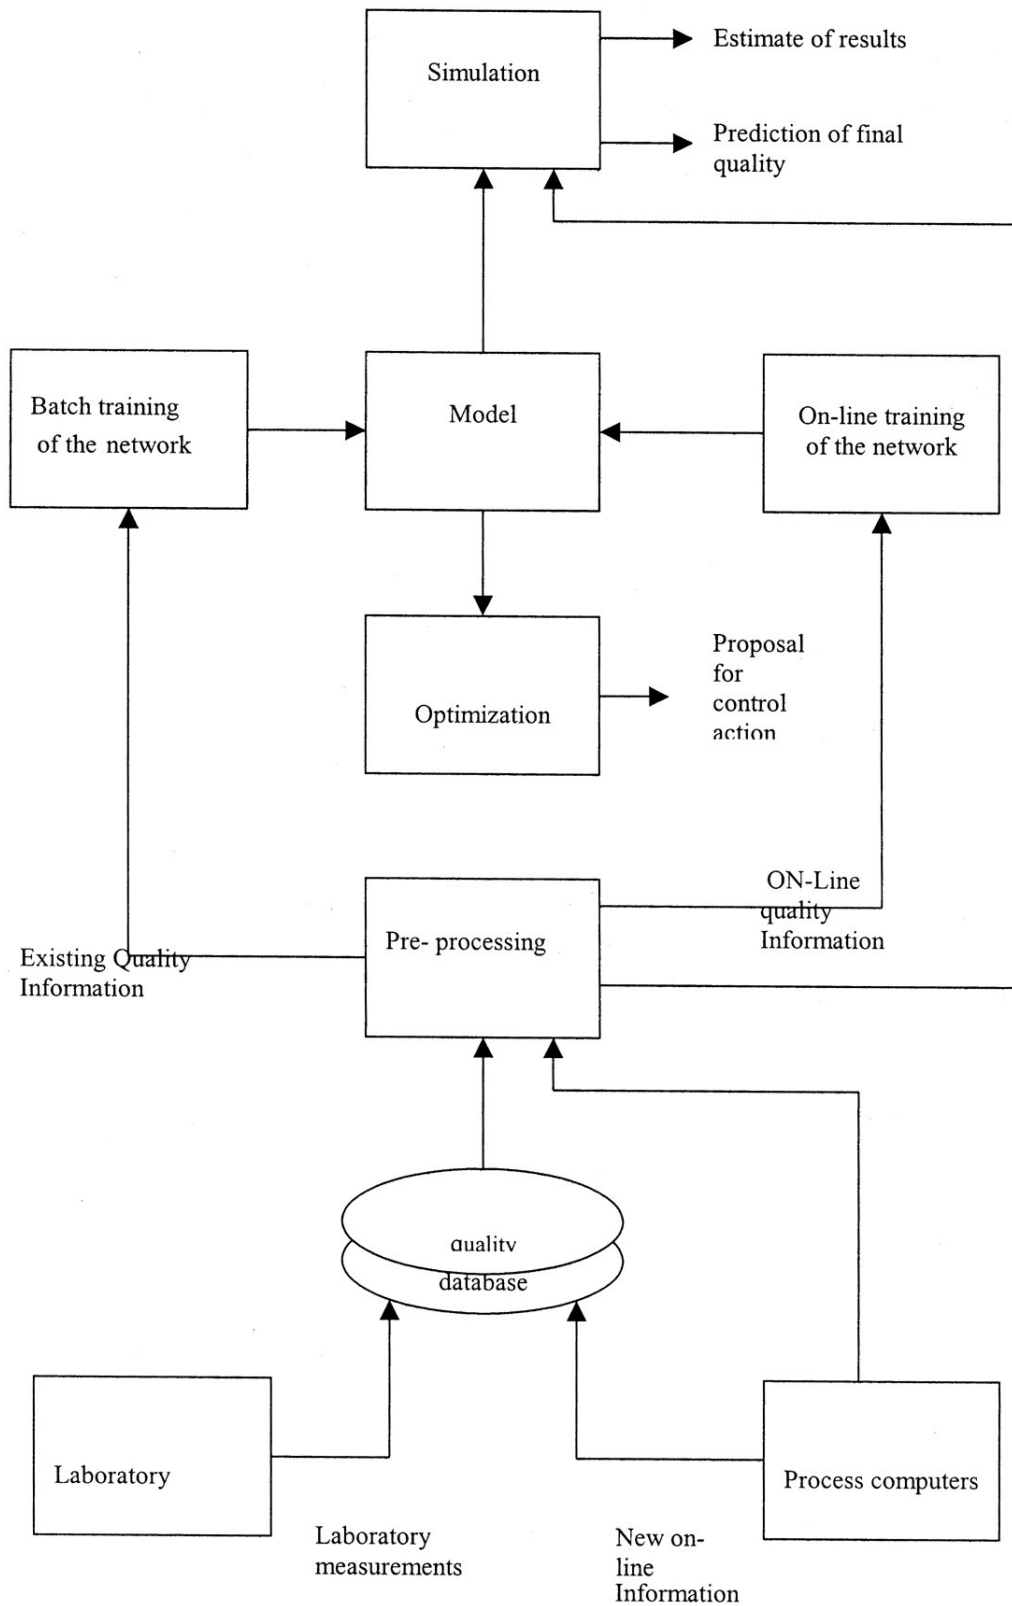 Estimate of results
Simulation
Prediction of final
quality
Batch training
of the network
Model
On-line training
of the network
Optimization
Proposal
for
control
action
ON-Line
quality
Information
Pre- processing
Existing Quality
Information
quality
database
Laboratory
Process computers
Laboratory
measurements
New on-
line
Information